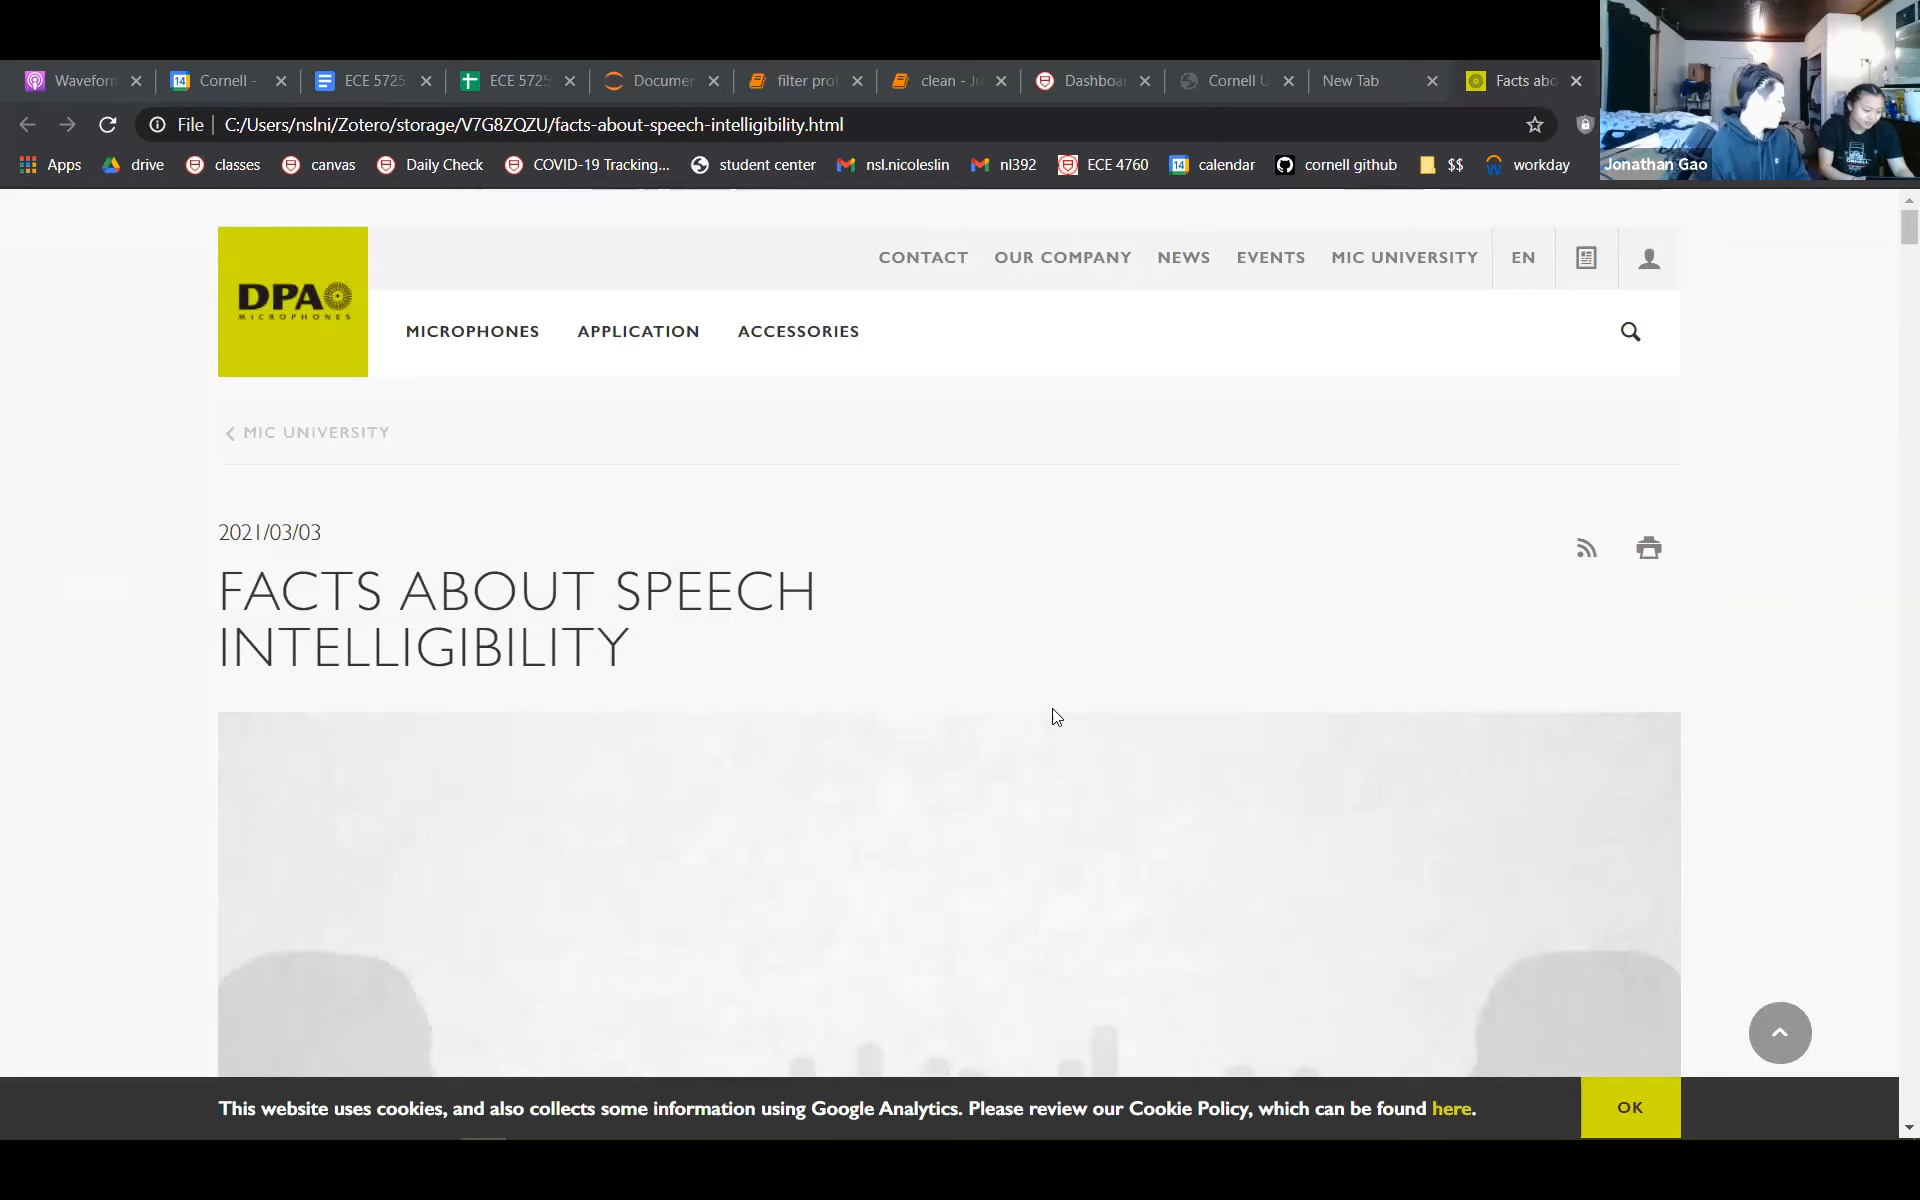 Waveform
Cornell -
ECE 5725
ECE 5725
Documen
filter pro
clean - Ju
Dashboar
Cornell U
New Tab
Facts abo
File
C:/Users/nslni/Zotero/storage/V7G8ZQZU/facts-about-speech-intelligibility.html
Apps
drive
classes
canvas
Daily Check
COVID-19 Tracking...
student center
nsl.nicoleslin
nl392
ECE 4760
calendar
cornell github
$$
workday
Jonathan Gao
CONTACT
OUR COMPANY
NEWS
EVENTS
MIC UNIVERSITY
EN
DPA
MICROPHONES
MICROPHONES
APPLICATION
ACCESSORIES
MIC UNIVERSITY
2021/03/03
FACTS ABOUT SPEECH
INTELLIGIBILITY
This website uses cookies, and also collects some information using Google Analytics. Please review our Cookie Policy, which can be found here.
OK